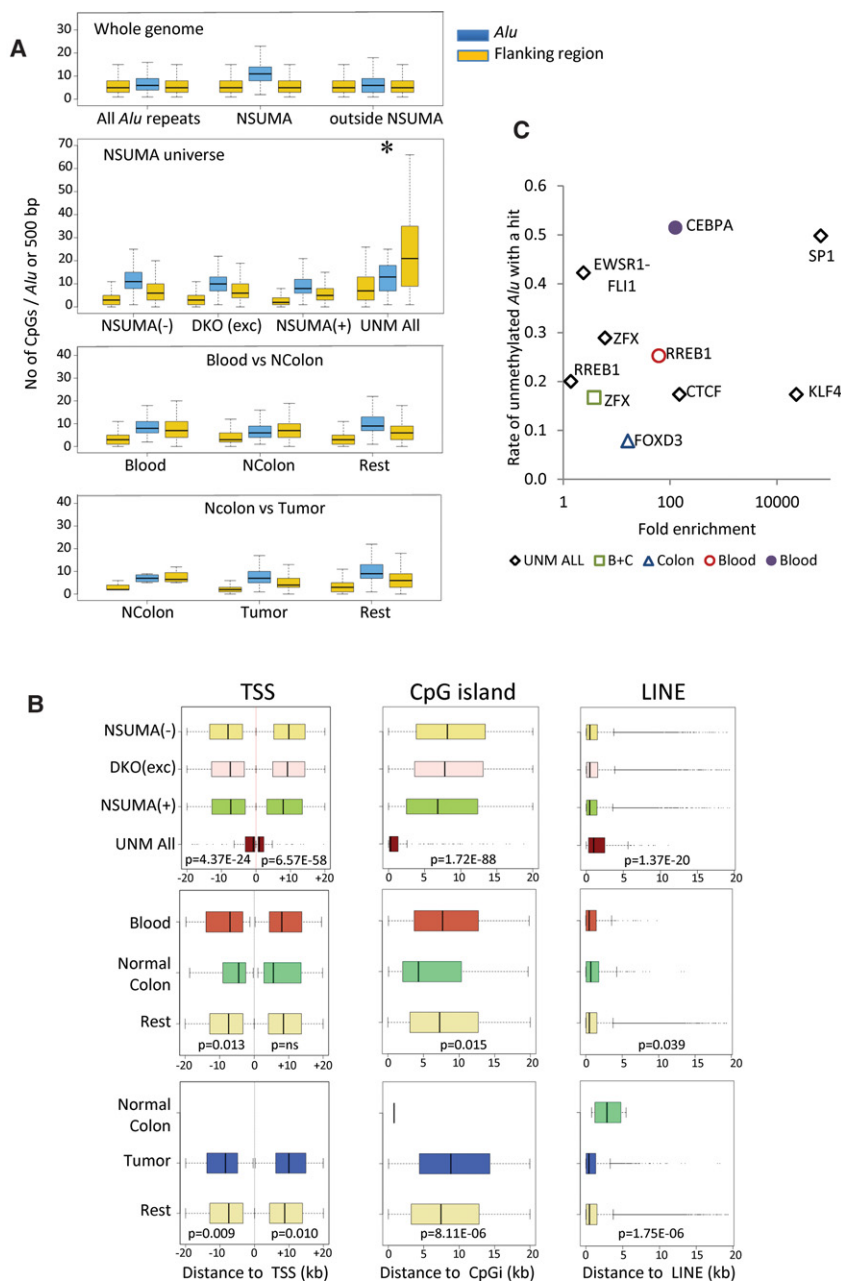 A
Whole genome
30
20
10
0
All Alu repeats NSUMA outside NSUMA
Alu
Flanking region
No of CpGs / Alu or 500 bp
NSUMA universe
*
70
60
50
40
30
20
10
0
NSUMA(-) DKO (exc) NSUMA(+) UNM All
Blood vs NColon
40
30
20
10
0
Blood NColon Rest
Ncolon vs Tumor
40
30
20
10
0
NColon Tumor Rest
C
Rate of unmethylated Alu with a hit
0.6
0.5
0.4
0.3
0.2
0.1
0.0
CEBPA
SP1
EWSR1-
FLI1
ZFX
RREB1
RREB1
ZFX
CTCF
KLF4
FOXD3
1 100 10000
Fold enrichment
UNM ALL B+C Colon Blood Blood
B
TSS CpG island LINE
NSUMA(-)
DKO(exc)
NSUMA(+)
UNM All
p=4.37E-24 p=6.57E-58 p=1.72E-88 p=1.37E-20
-20 -10 0 +10 +20 0 5 10 15 20 0 5 10 15 20
Blood
Normal
Colon
Rest
p=0.013 p=ns p=0.015 p=0.039
-20 -10 0 +10 +20 0 5 10 15 20 0 5 10 15 20
Normal
Colon
Tumor
Rest
p=0.009 p=0.010 p=8.11E-06 p=1.75E-06
-20 -10 0 +10 +20 0 5 10 15 20 0 5 10 15 20
Distance to TSS (kb) Distance to CpGi (kb) Distance to LINE (kb)